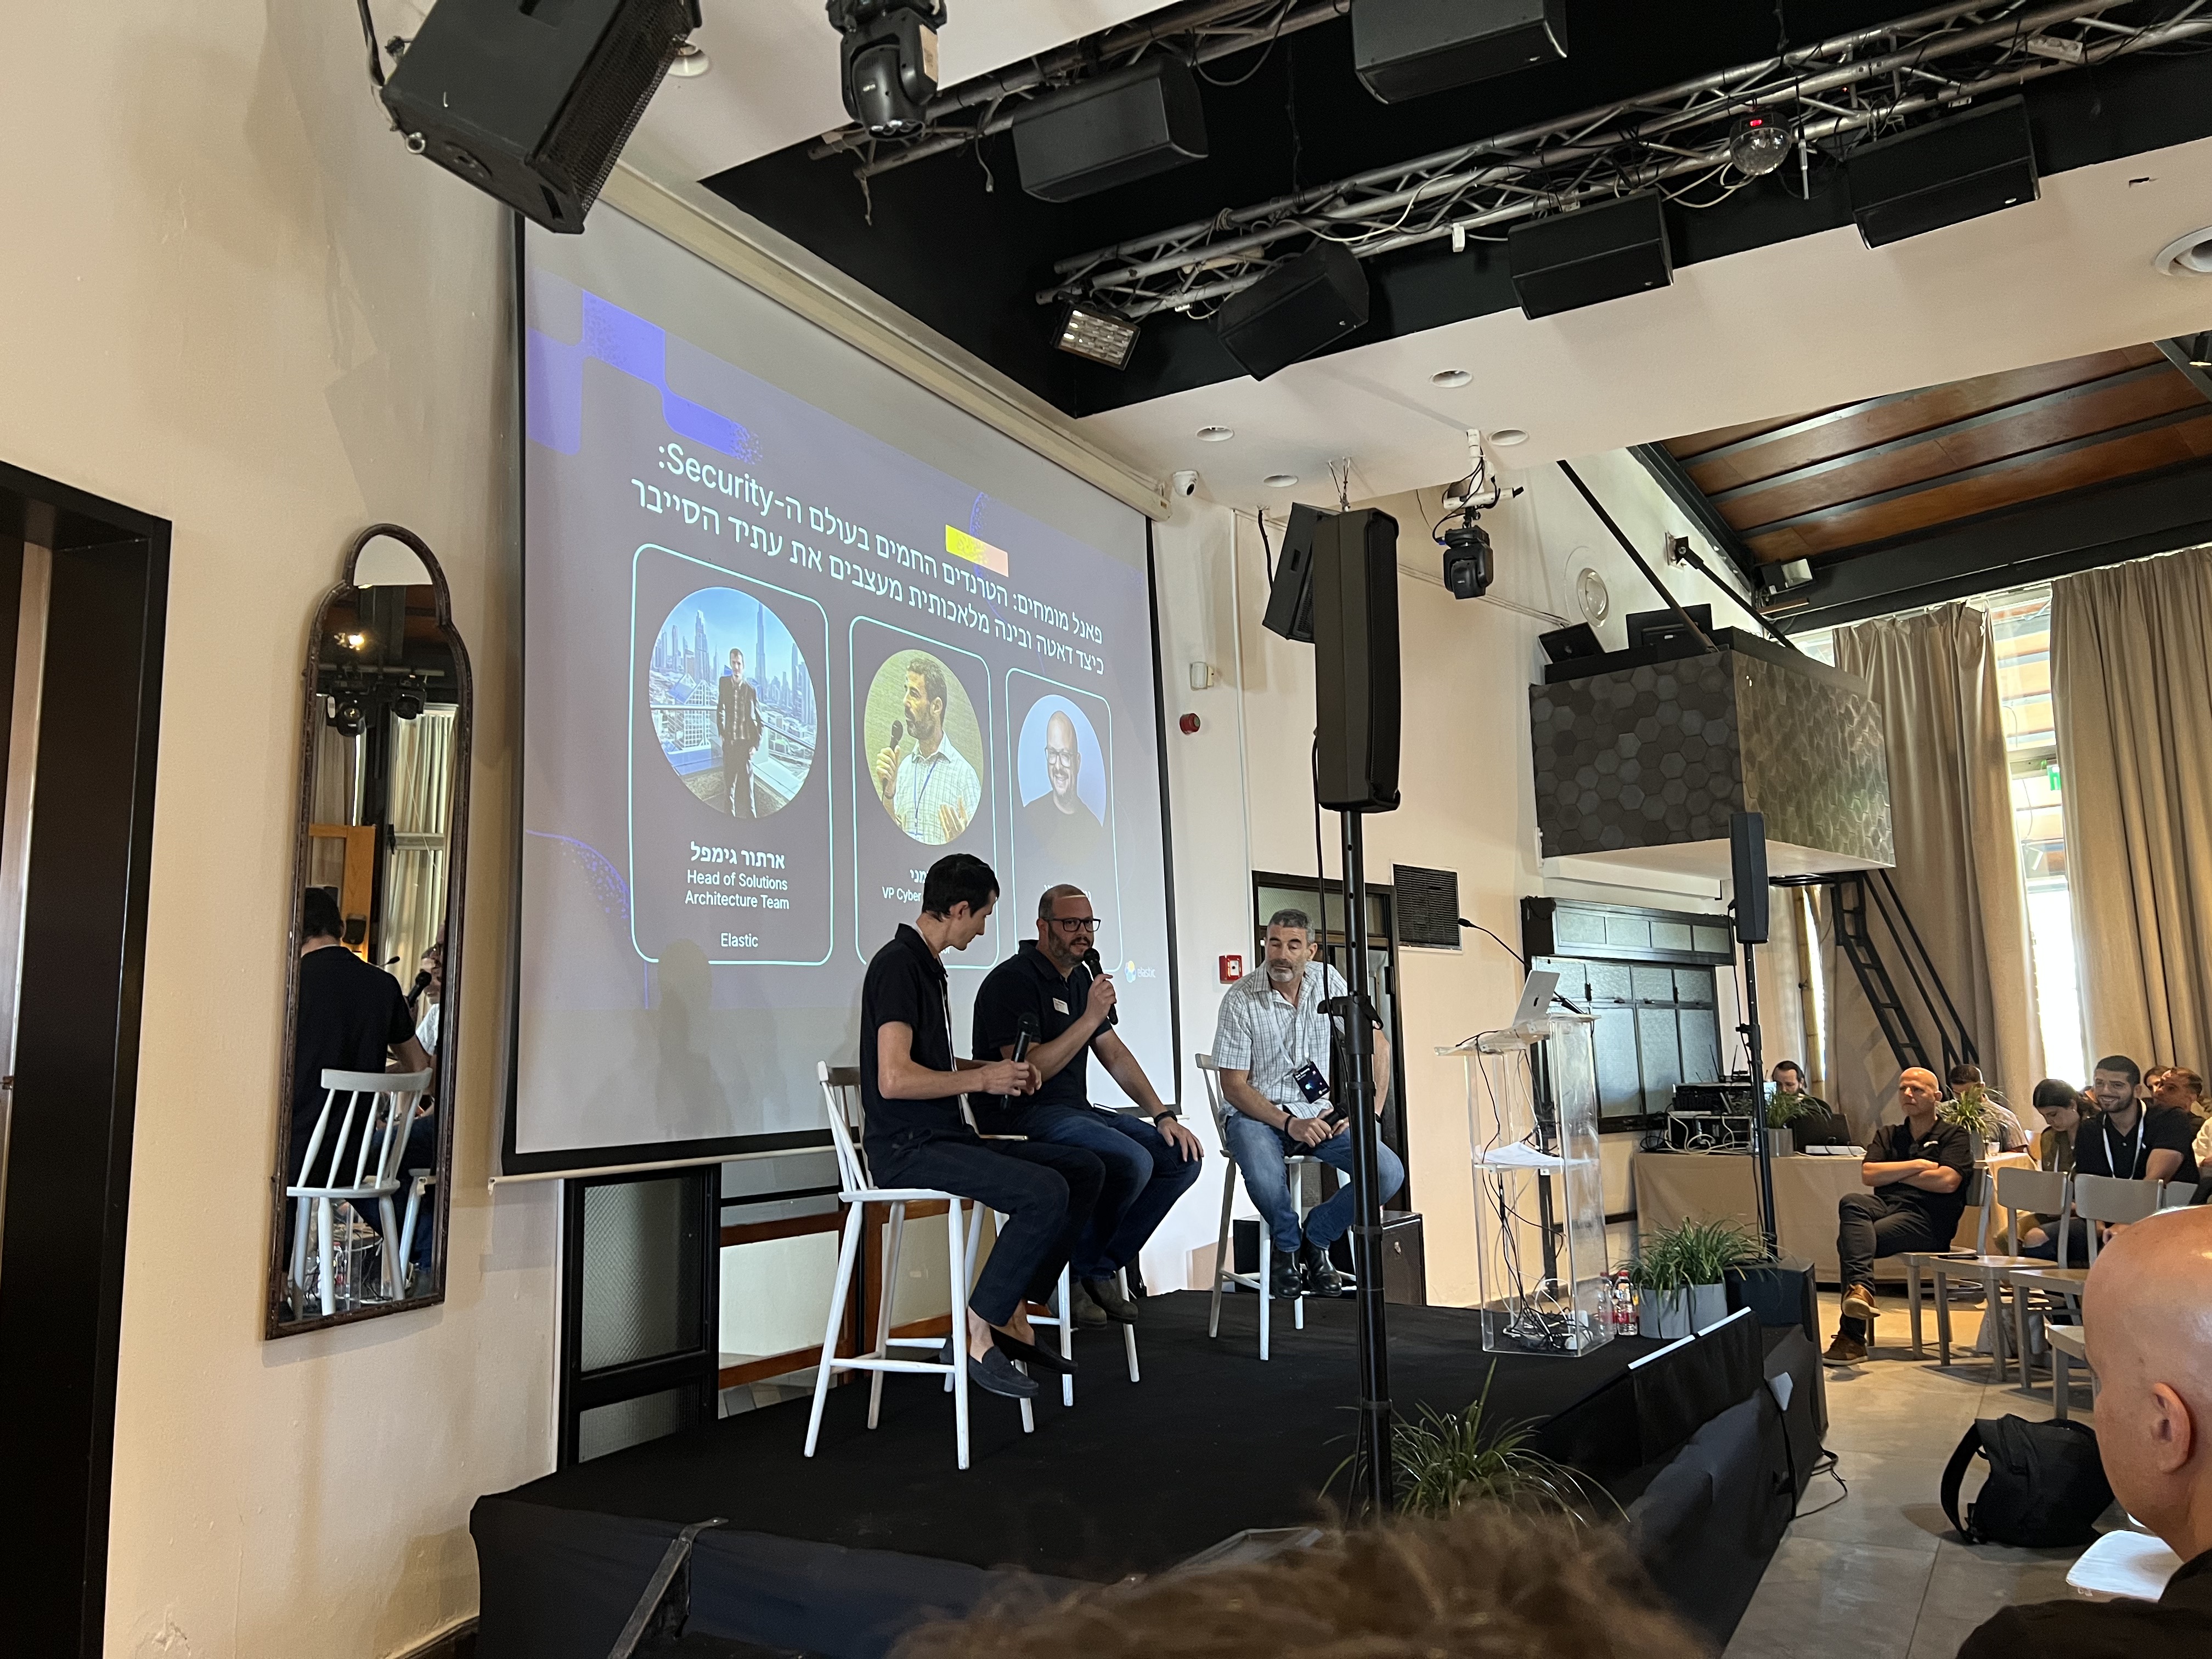 פאנל מומחים: הטרנדים החמים בעולם ה-Security:
כיצד דאטה ובינה מלאכותית מעצבים את עתיד הסייבר
ארתור גימפל
Head of Solutions
Architecture Team
Elastic
VP Cyber
elastic